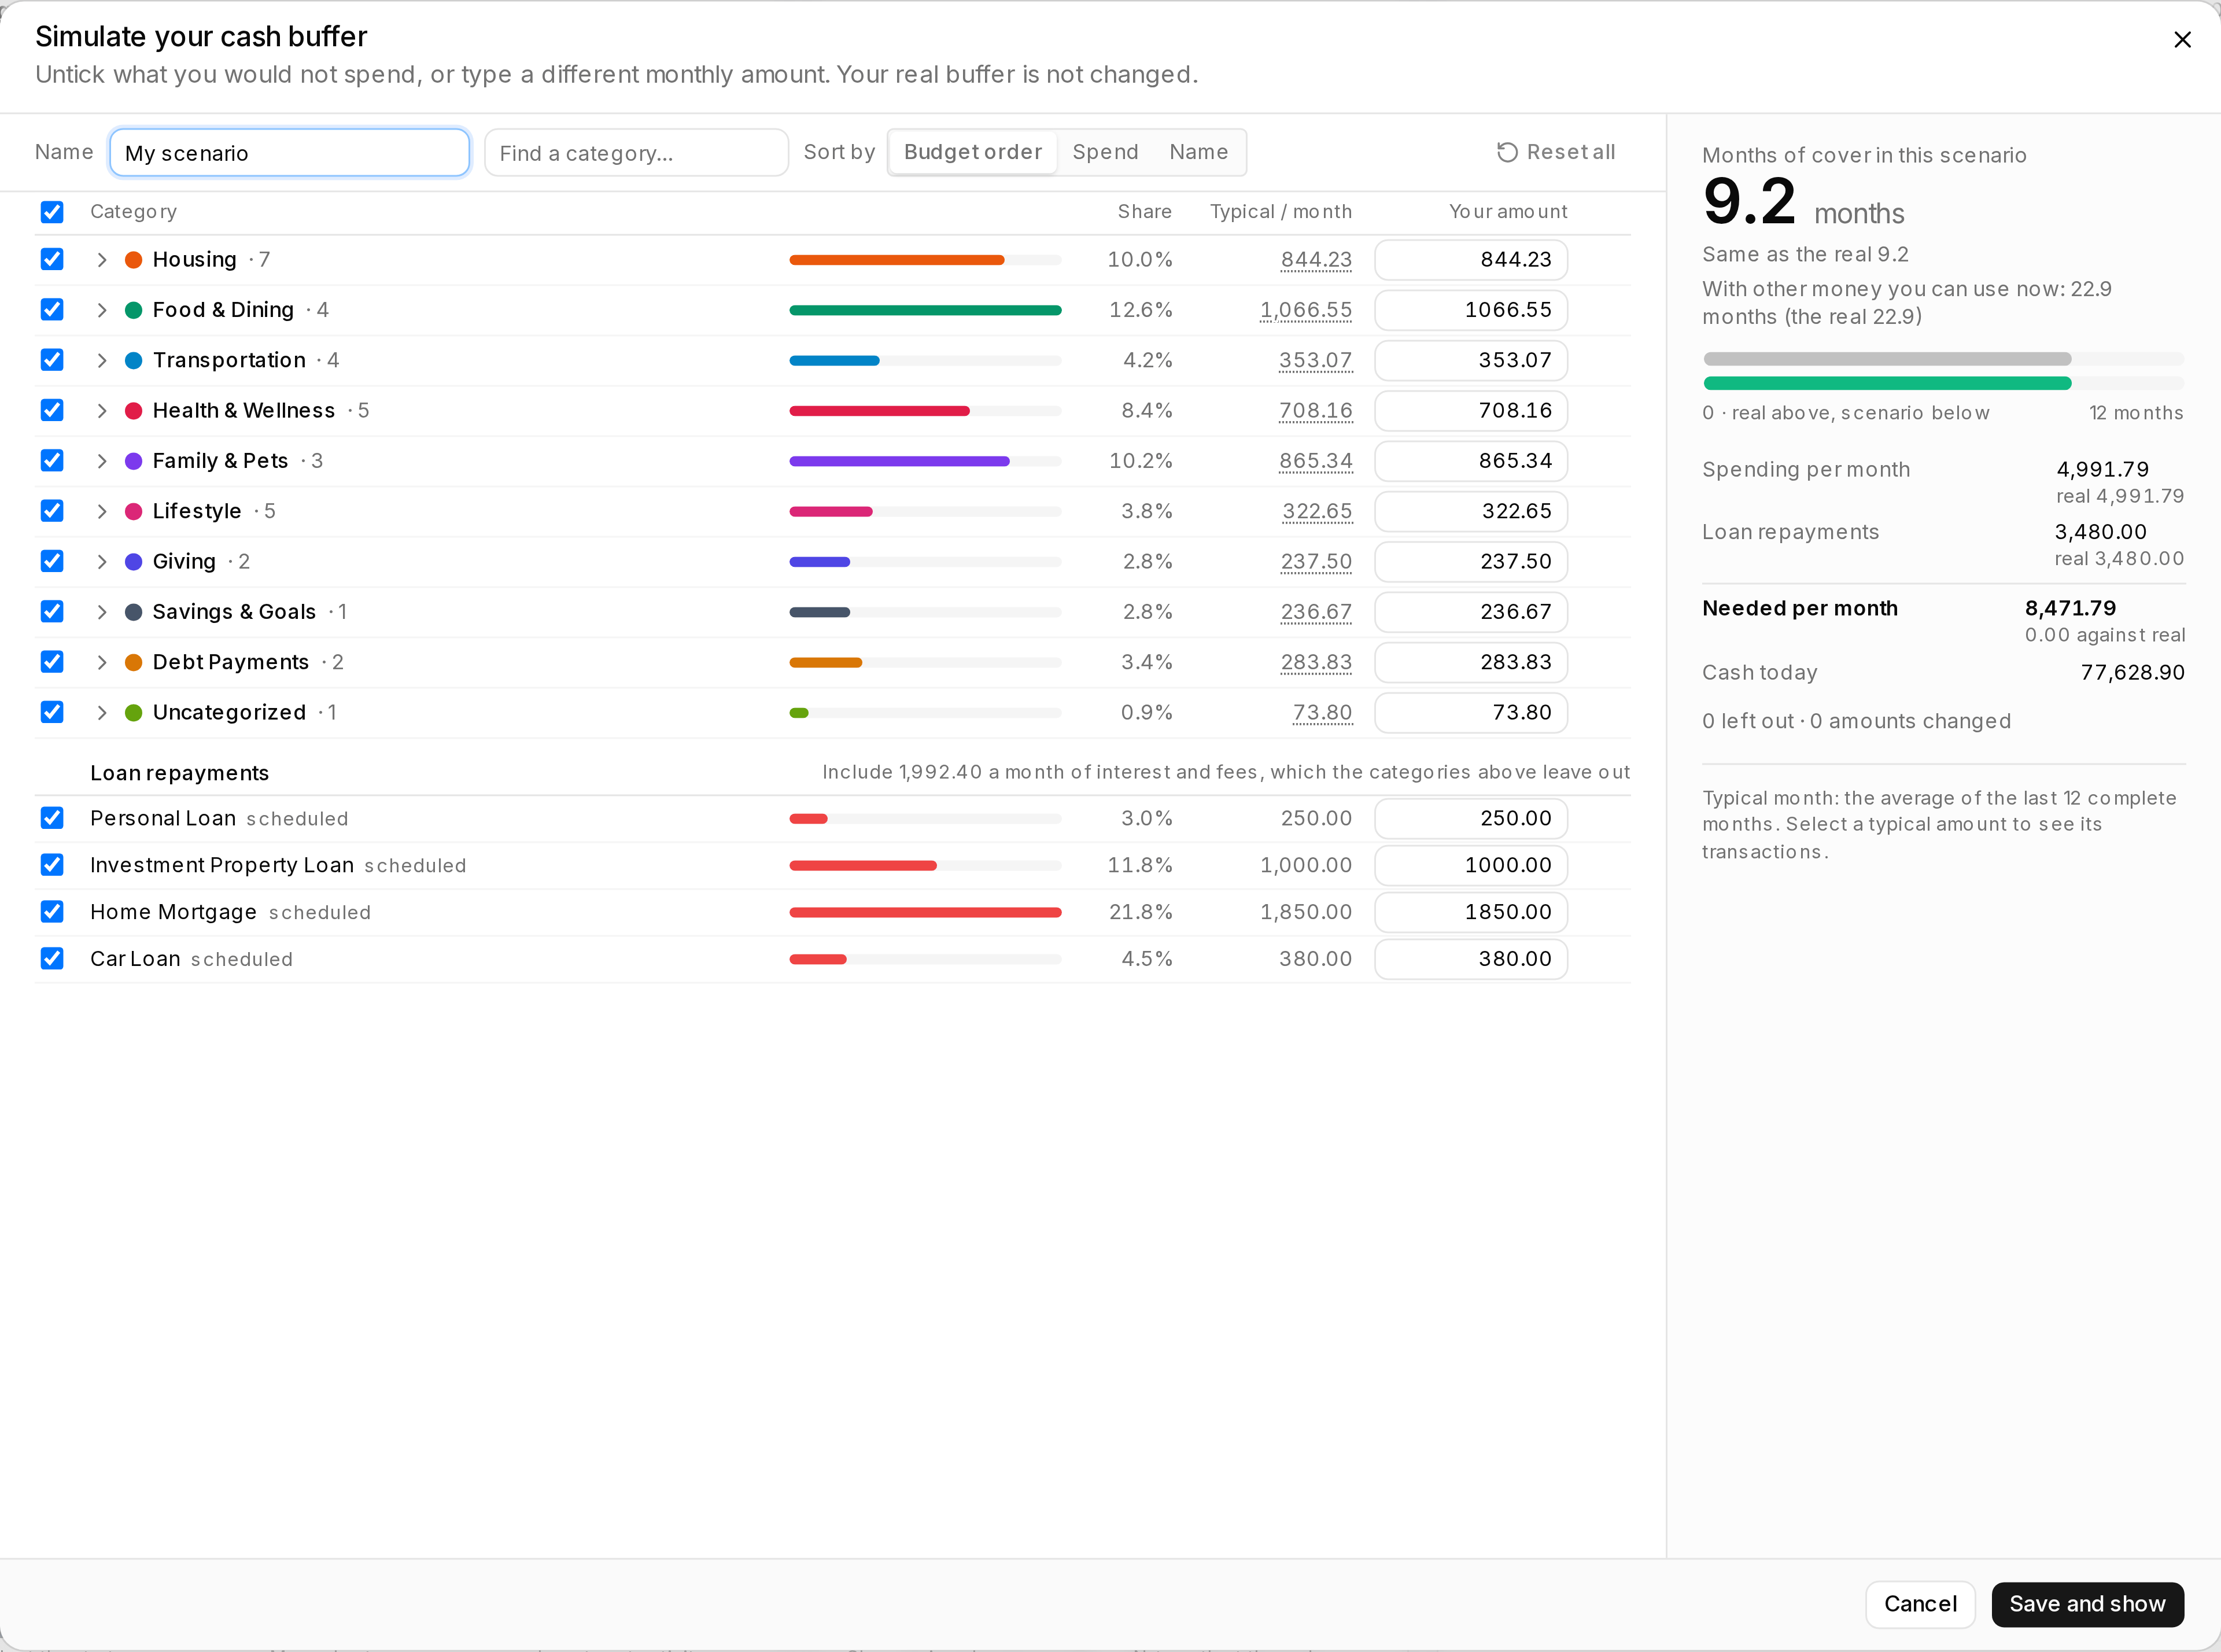 Simulate your cash buffer
Untick what you would not spend, or type a different monthly amount. Your real buffer is not changed.
Name My scenario Find a category... Sort by Budget order Spend Name Reset all
Category Share Typical / month Your amount
Housing · 7 10.0% 844.23 844.23
Food & Dining · 4 12.6% 1,066.55 1066.55
Transportation · 4 4.2% 353.07 353.07
Health & Wellness · 5 8.4% 708.16 708.16
Family & Pets · 3 10.2% 865.34 865.34
Lifestyle · 5 3.8% 322.65 322.65
Giving · 2 2.8% 237.50 237.50
Savings & Goals · 1 2.8% 236.67 236.67
Debt Payments · 2 3.4% 283.83 283.83
Uncategorized · 1 0.9% 73.80 73.80
Loan repayments Include 1,992.40 a month of interest and fees, which the categories above leave out
Personal Loan scheduled 3.0% 250.00 250.00
Investment Property Loan scheduled 11.8% 1,000.00 1000.00
Home Mortgage scheduled 21.8% 1,850.00 1850.00
Car Loan scheduled 4.5% 380.00 380.00
Months of cover in this scenario
9.2 months
Same as the real 9.2
With other money you can use now: 22.9
months (the real 22.9)
0 · real above, scenario below 12 months
Spending per month 4,991.79
real 4,991.79
Loan repayments 3,480.00
real 3,480.00
Needed per month 8,471.79
0.00 against real
Cash today 77,628.90
0 left out · 0 amounts changed
Typical month: the average of the last 12 complete
months. Select a typical amount to see its
transactions.
Cancel Save and show